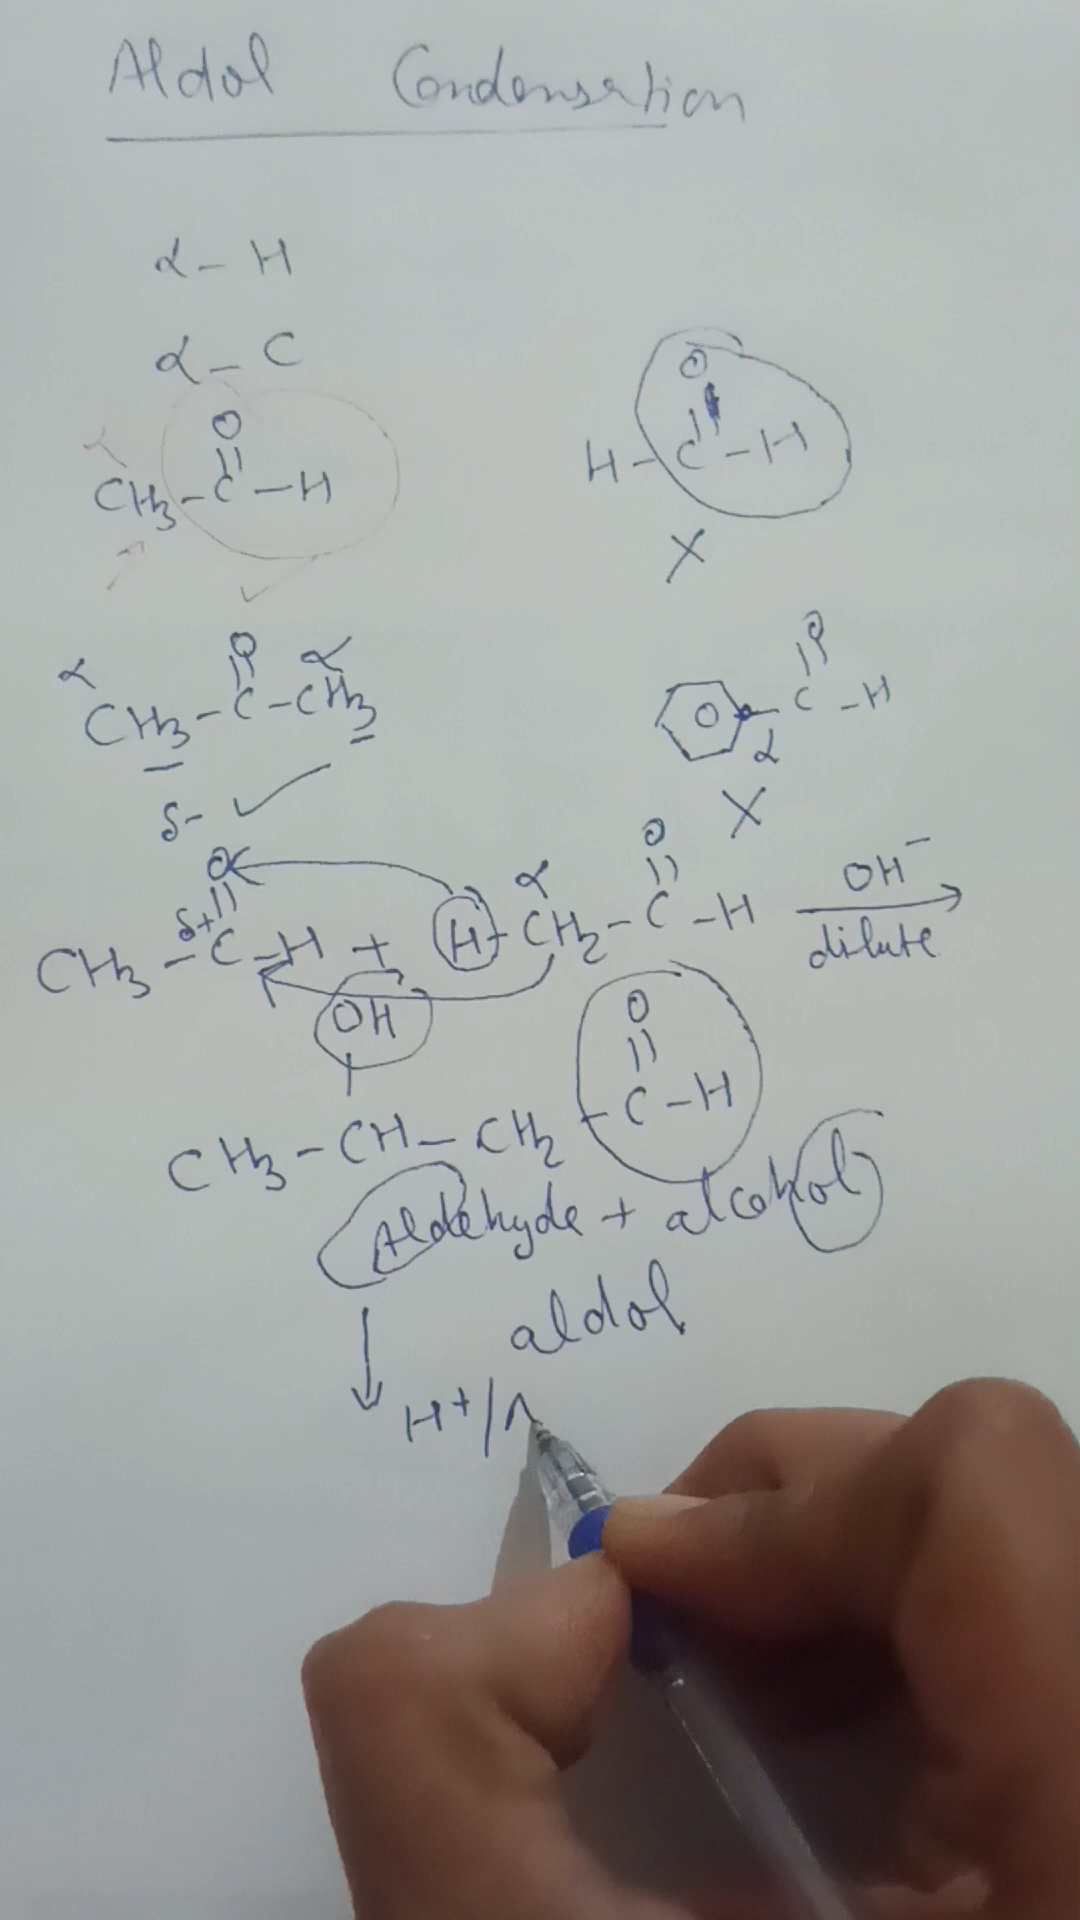 Aldol Condensation
α - H
α - C
O
||
α CH3 - C - H
O
||
H - C - H
X
O
||
α CH3 - C - CH3 α
O
||
C - H
α
X
δ-
O
||
CH3 - C δ+ - H + H - CH2 α - C - H
O
||
OH-
dilute
OH
|
CH3 - CH - CH2 - C - H
O
||
Aldehyde + alcohol
aldol
↓ H+/